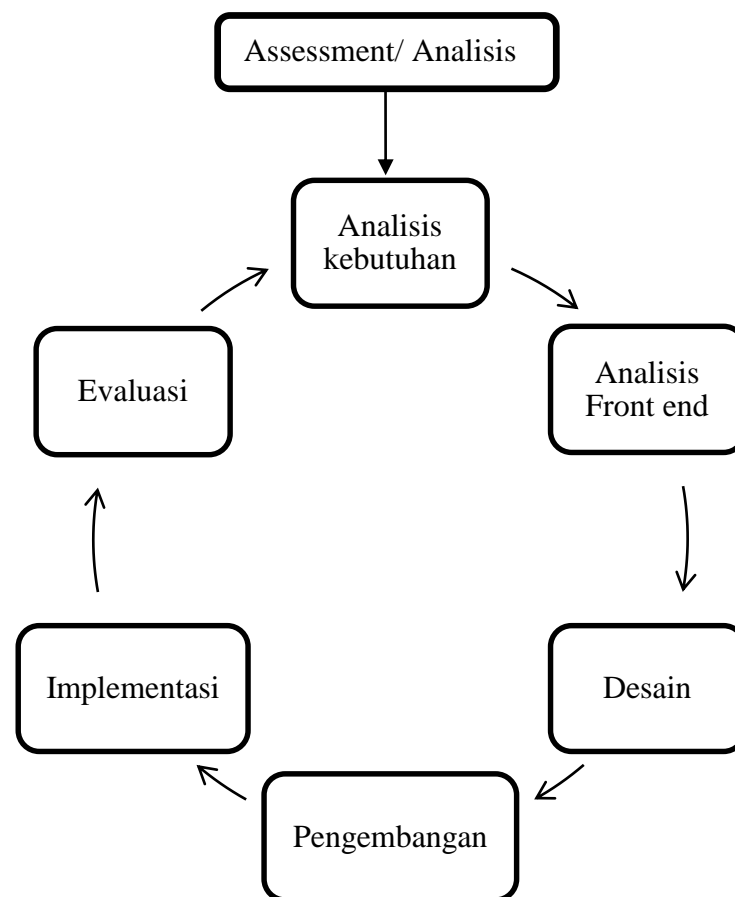 Assessment/ Analisis
Analisis
kebutuhan
Analisis
Front end
Desain
Pengembangan
Implementasi
Evaluasi